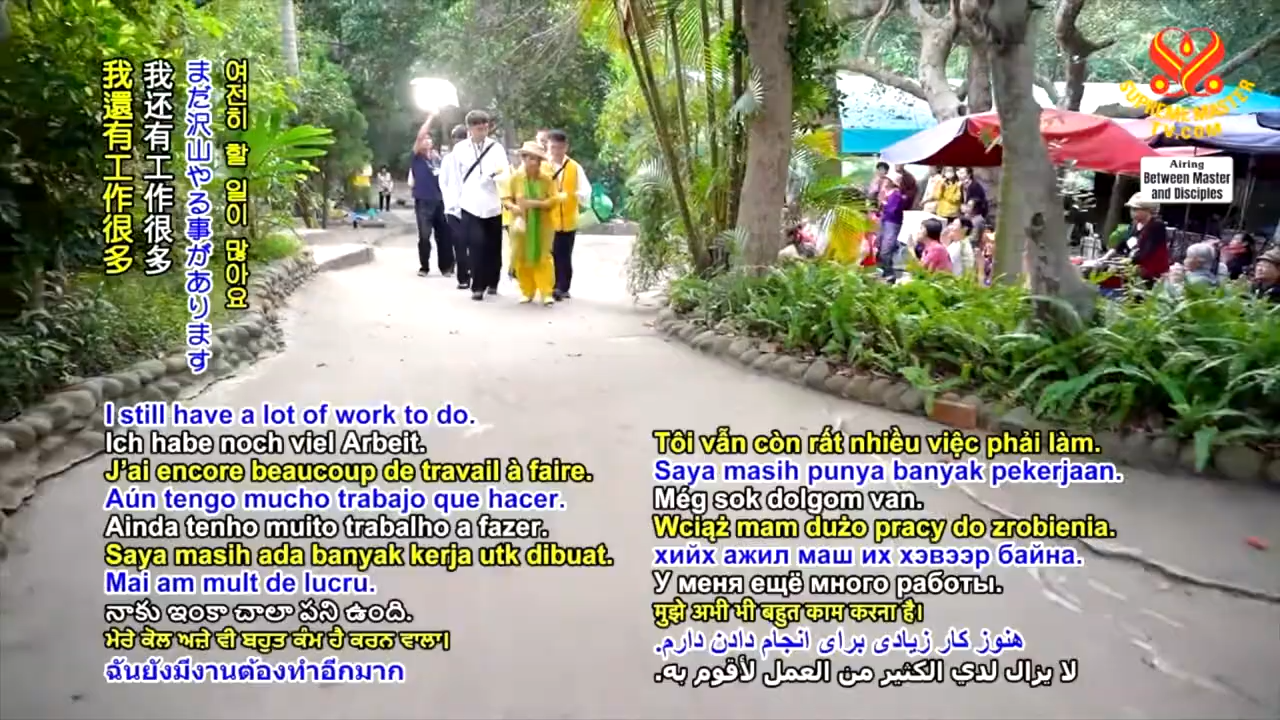 我還有工作很多
我还有工作很多
まだ沢山やる事があります
여전히 할 일이 많아요
SUPREME MASTER
TV.COM
Airing
Between Master
and Disciples
I still have a lot of work to do.
Ich habe noch viel Arbeit.
J'ai encore beaucoup de travail à faire.
Aún tengo mucho trabajo que hacer.
Ainda tenho muito trabalho a fazer.
Saya masih ada banyak kerja utk dibuat.
Mai am mult de lucru.
నాకు ఇంకా చాలా పని ఉంది.
ਮੇਰੇ ਕੋਲ ਅਜੇ ਵੀ ਬਹੁਤ ਕੰਮ ਹੈ ਕਰਨ ਵਾਲਾ।
ฉันยังมีงานต้องทำอีกมาก
Tôi vẫn còn rất nhiều việc phải làm.
Saya masih punya banyak pekerjaan.
Még sok dolgom van.
Wciąż mam dużo pracy do zrobienia.
хийх ажил маш их хэвээр байна.
У меня ещё много работы.
मुझे अभी भी बहुत काम करना है।
هنوز کار زیادی برای انجام دادن دارم.
لا يزال لدي الكثير من العمل لأقوم به.